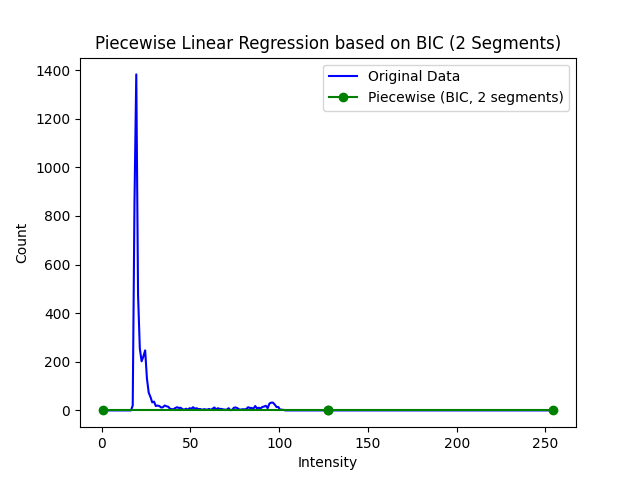 Piecewise Linear Regression based on BIC (2 Segments)
Original Data
Piecewise (BIC, 2 segments)
1400
1200
1000
800
600
400
200
0
Count
0 50 100 150 200 250
Intensity